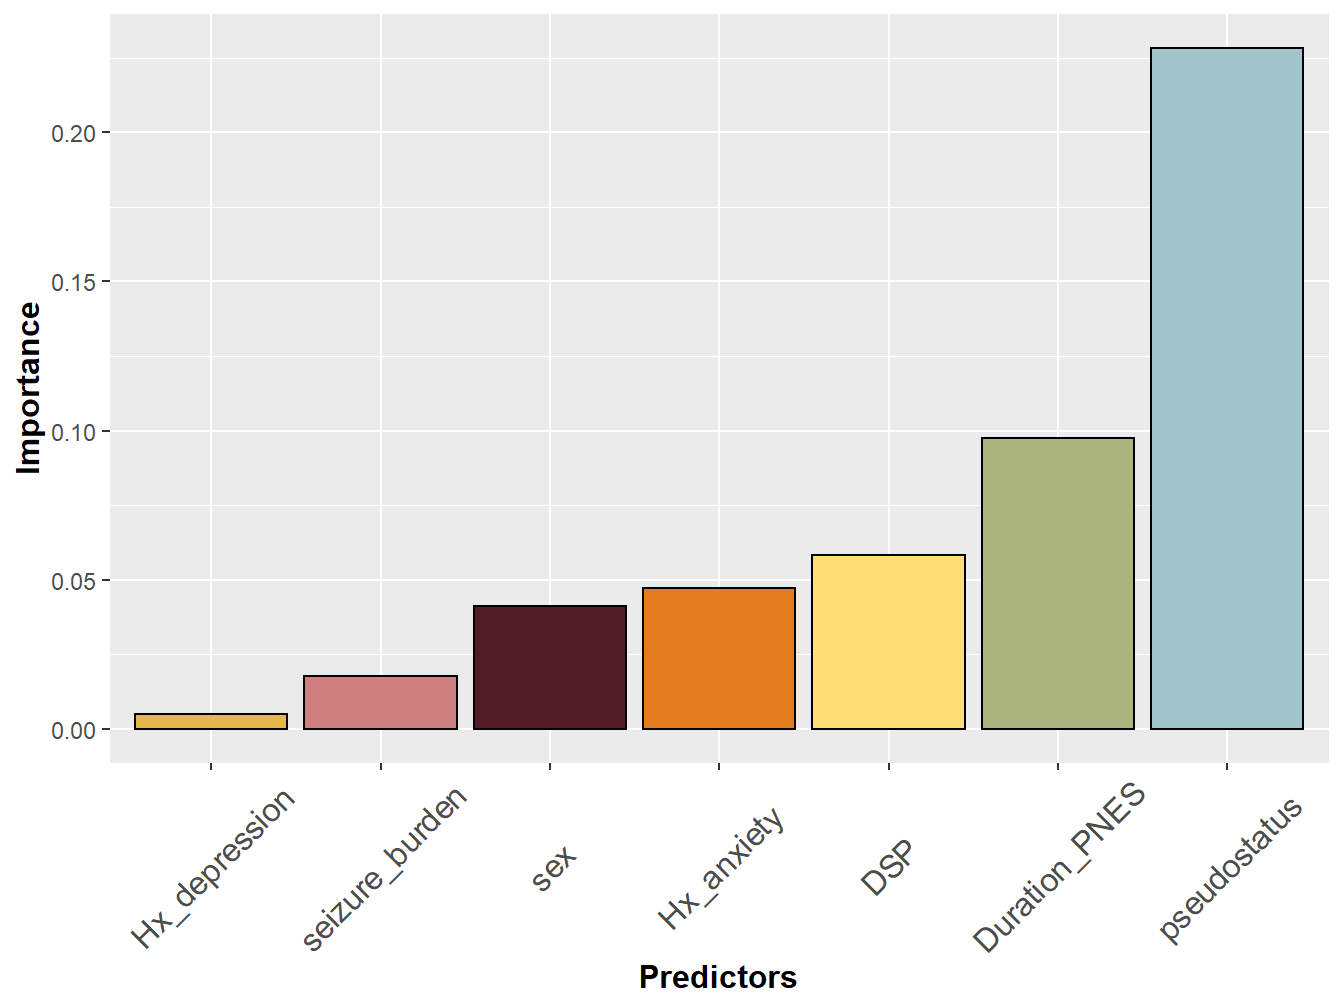 Importance
0.20
0.15
0.10
0.05
0.00
Hx_depression
seizure_burden
sex
Hx_anxiety
DSP
Duration_PNES
pseudostatus
Predictors